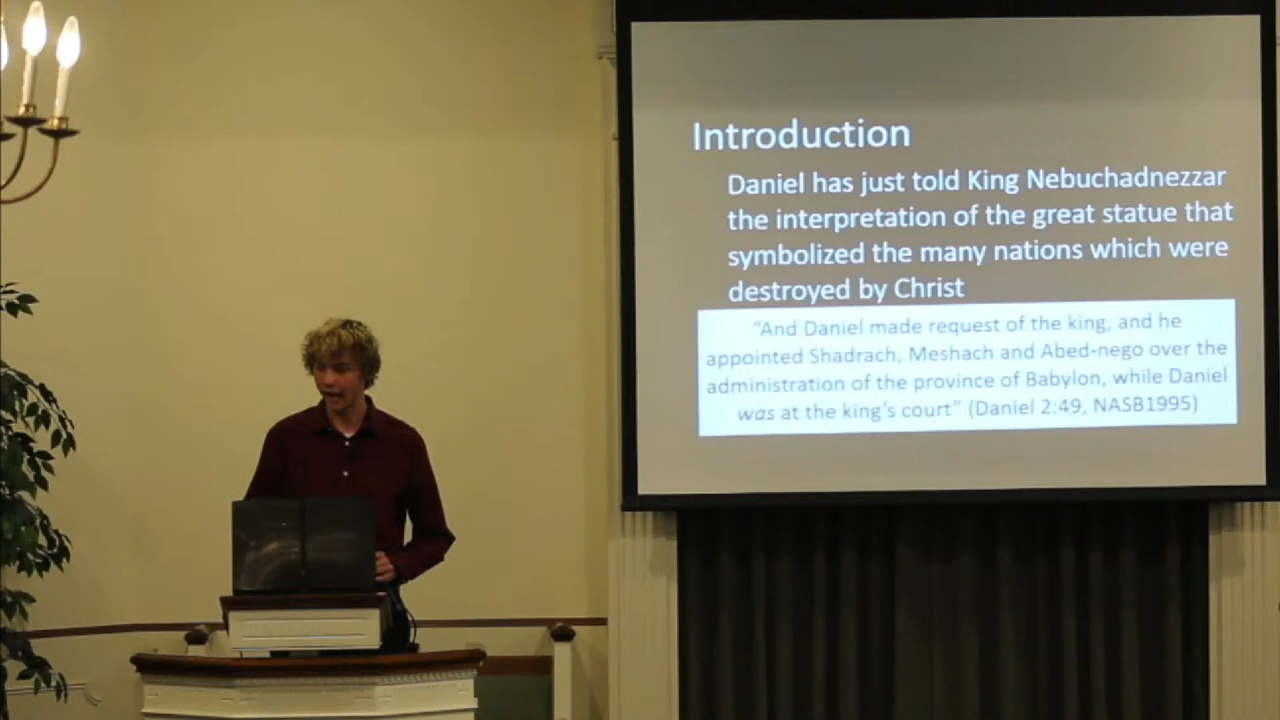 Introduction
Daniel has just told King Nebuchadnezzar
the interpretation of the great statue that
symbolized the many nations which were
destroyed by Christ
“And Daniel made request of the king, and he
appointed Shadrach, Meshach and Abed-nego over the
administration of the province of Babylon, while Daniel
was at the king’s court” (Daniel 2:49, NASB1995)